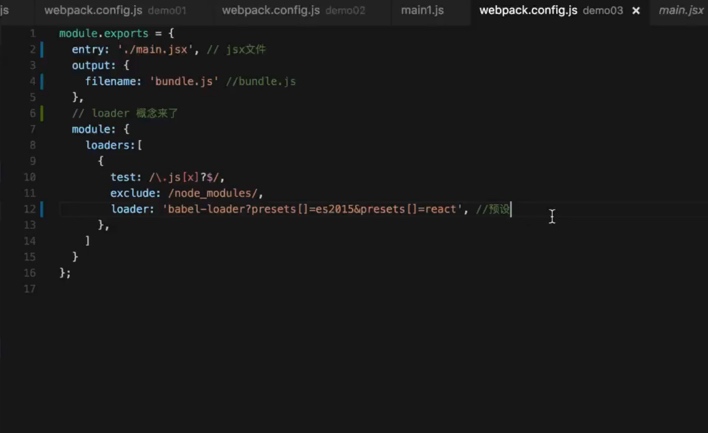 js webpack.config.js demo01 webpack.config.js demo02 main1.js webpack.config.js demo03 × main.jsx
1 module.exports = {
2 entry: './main.jsx', // jsx文件
3 output: {
4 filename: 'bundle.js' //bundle.js
5 },
6 // loader 概念来了
7 module: {
8 loaders:[
9 {
10 test: /\.js[x]?$/,
11 exclude: /node_modules/,
12 loader: 'babel-loader?presets[]=es2015&presets[]=react', //预设
13 },
14 ]
15 }
16 };
17